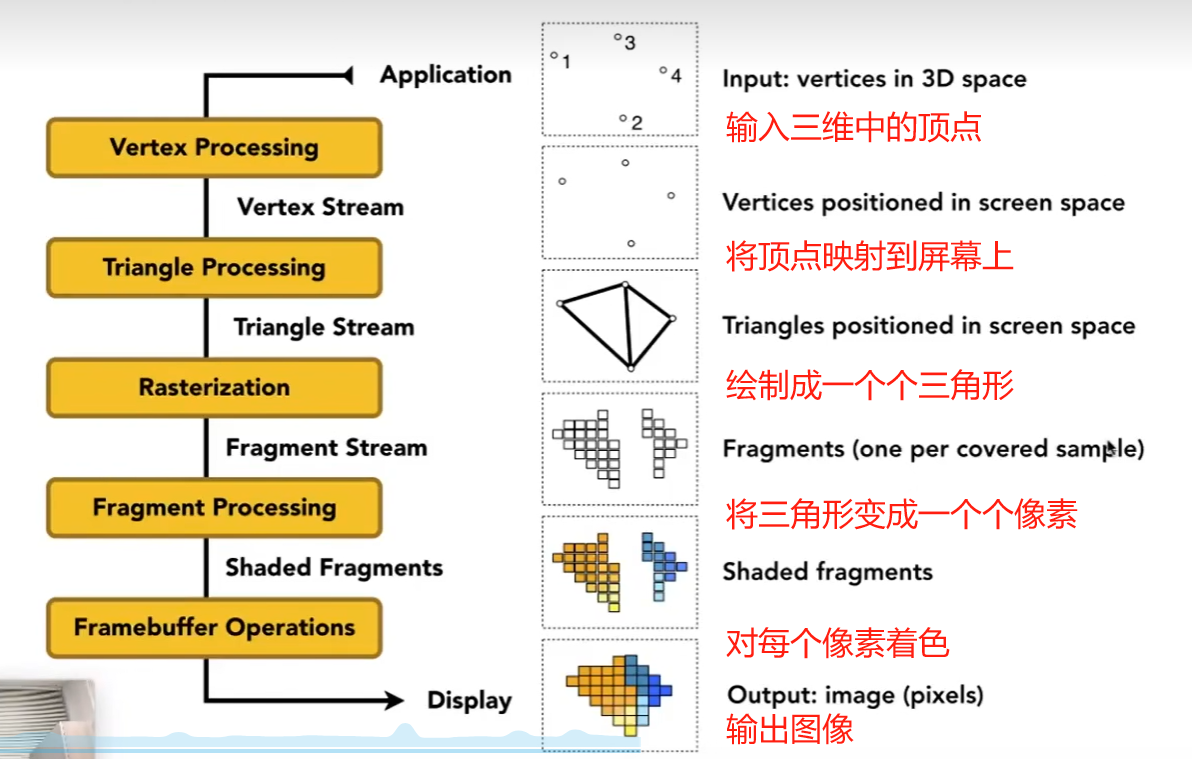 Application
Vertex Processing
Vertex Stream
Triangle Processing
Triangle Stream
Rasterization
Fragment Stream
Fragment Processing
Shaded Fragments
Framebuffer Operations
Display
3
1
4
2
Input: vertices in 3D space
输入三维中的顶点
Vertices positioned in screen space
将顶点映射到屏幕上
Triangles positioned in screen space
绘制成一个个三角形
Fragments (one per covered sample)
将三角形变成一个个像素
Shaded fragments
对每个像素着色
Output: image (pixels)
输出图像